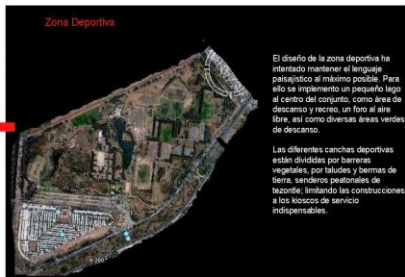 Zona Deportiva
El diseño de la zona deportiva ha
intentado mantener el lenguaje
paisajístico al máximo posible. Para
ello se implemento un pequeño lago
al centro del conjunto, como área de
descanso y recreo, un foro al aire
libre, así como diversas áreas verdes
de descanso.
Las diferentes canchas deportivas
están divididas por barreras
vegetales, por taludes y bermas de
tierra, senderos peatonales de
tezontle; limitando las construcciones
a los kioscos de servicio
indispensables.